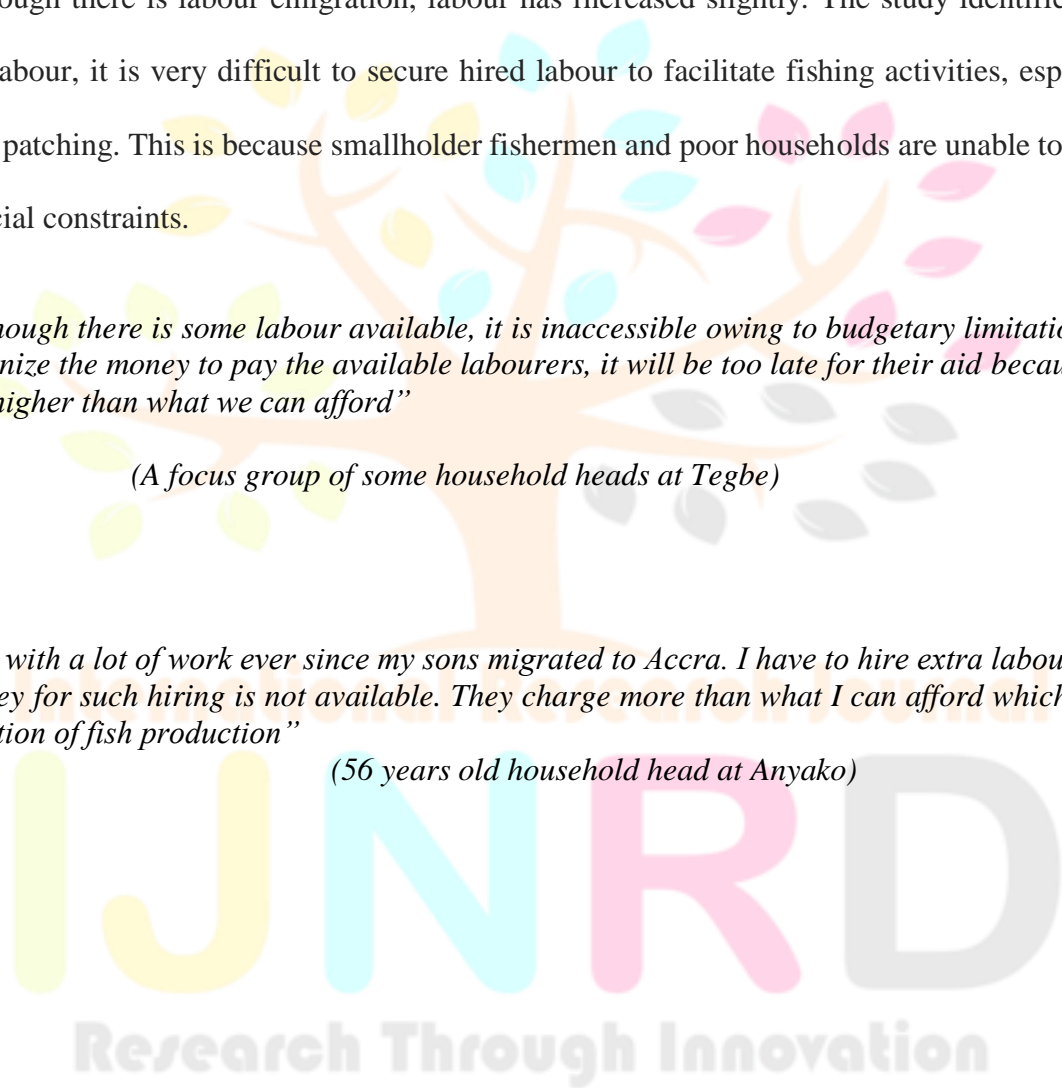 ough there is labour emigration, labour has increased slightly. The study identific
abour, it is very difficult to secure hired labour to facilitate fishing activities, esp
patching. This is because smallholder fishermen and poor households are unable to
cial constraints.
nough there is some labour available, it is inaccessible owing to budgetary limitatio
nize the money to pay the available labourers, it will be too late for their aid becau
higher than what we can afford”
(A focus group of some household heads at Tegbe)
with a lot of work ever since my sons migrated to Accra. I have to hire extra labou
ey for such hiring is not available. They charge more than what I can afford which
tion of fish production”
International Research Journal
(56 years old household head at Anyako)
IJNRD
Research Through Innovation